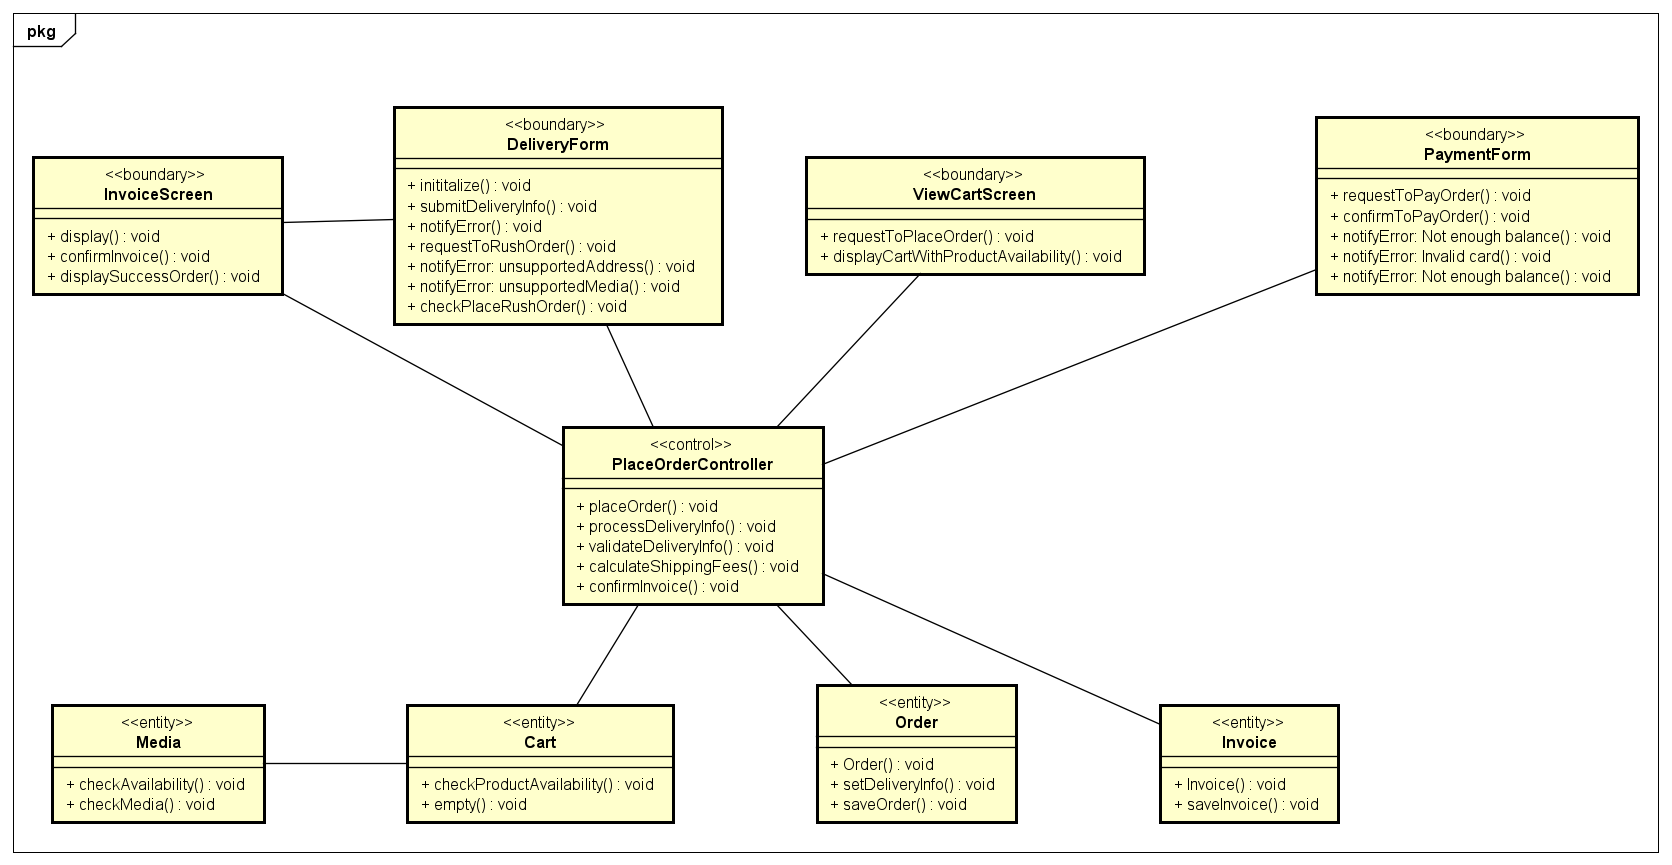 pkg
<<boundary>>
InvoiceScreen
+ display() : void
+ confirmInvoice() : void
+ displaySuccessOrder() : void
<<boundary>>
DeliveryForm
+ inititalize() : void
+ submitDeliveryInfo() : void
+ notifyError() : void
+ requestToRushOrder() : void
+ notifyError: unsupportedAddress() : void
+ notifyError: unsupportedMedia() : void
+ checkPlaceRushOrder() : void
<<boundary>>
ViewCartScreen
+ requestToPlaceOrder() : void
+ displayCartWithProductAvailability() : void
<<boundary>>
PaymentForm
+ requestToPayOrder() : void
+ confirmToPayOrder() : void
+ notifyError: Not enough balance() : void
+ notifyError: Invalid card() : void
+ notifyError: Not enough balance() : void
<<control>>
PlaceOrderController
+ placeOrder() : void
+ processDeliveryInfo() : void
+ validateDeliveryInfo() : void
+ calculateShippingFees() : void
+ confirmInvoice() : void
<<entity>>
Media
+ checkAvailability() : void
+ checkMedia() : void
<<entity>>
Cart
+ checkProductAvailability() : void
+ empty() : void
<<entity>>
Order
+ Order() : void
+ setDeliveryInfo() : void
+ saveOrder() : void
<<entity>>
Invoice
+ Invoice() : void
+ saveInvoice() : void